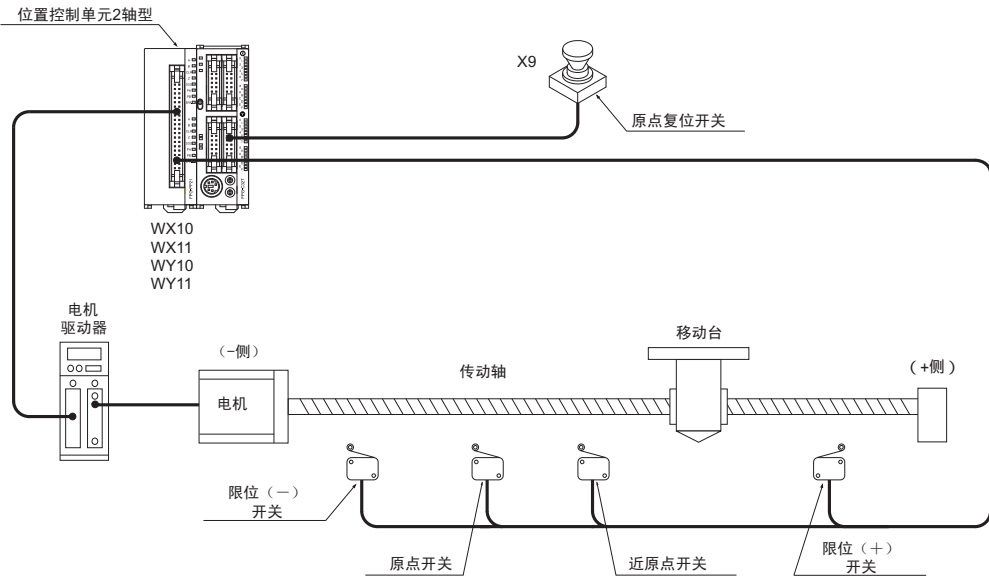 位置控制单元2轴型
X9
原点复位开关
WX10
WX11
WY10
WY11
电机
驱动器
（−侧）
电机
传动轴
移动台
（+侧）
限位（－）
开关
原点开关
近原点开关
限位（＋）
开关